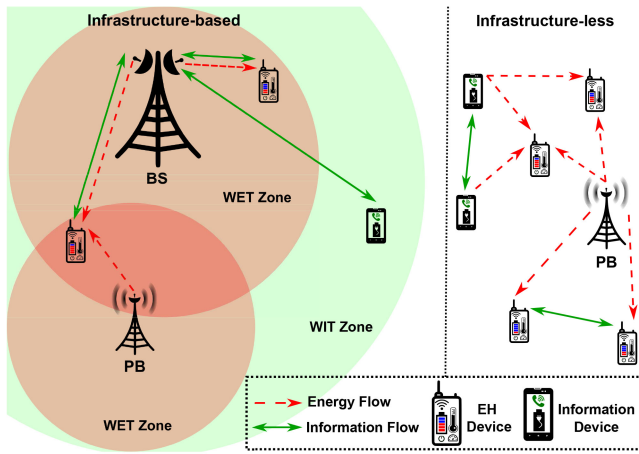 Infrastructure-based
BS
WET Zone
WIT Zone
PB
WET Zone
Infrastructure-less
PB
Energy Flow
Information Flow
EH
Device
Information
Device